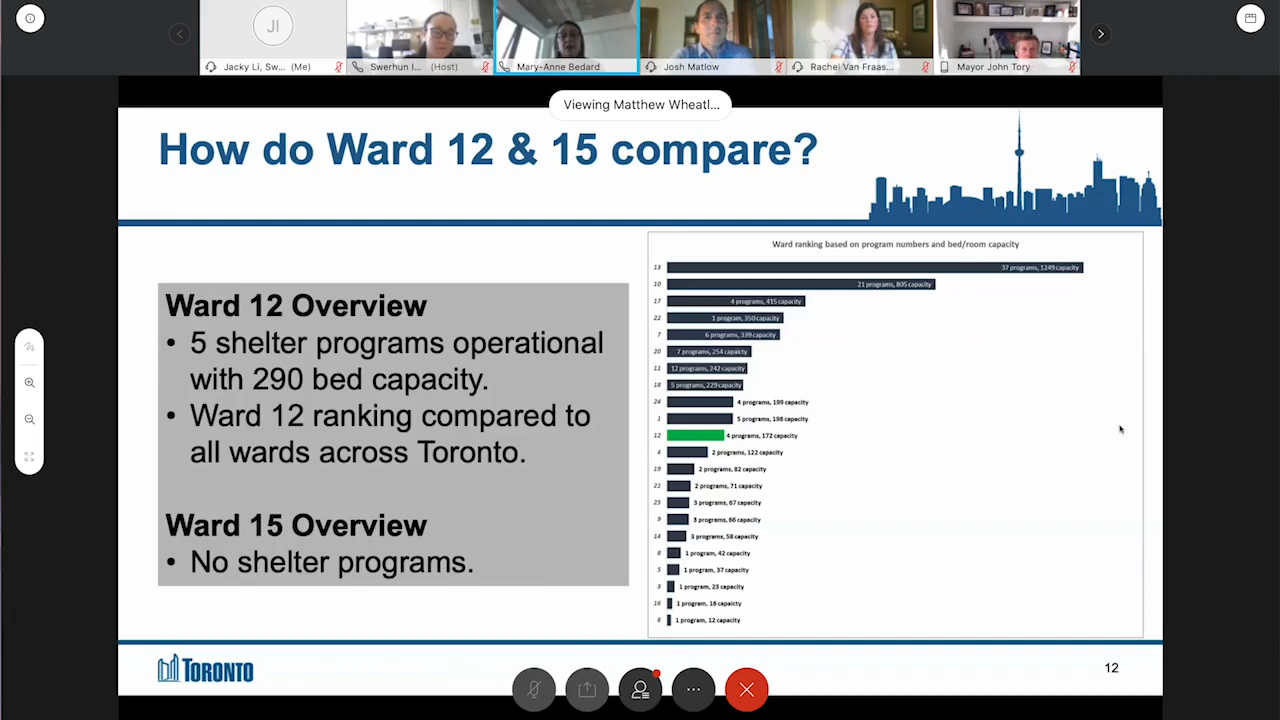 JI
Jacky Li, Sw... (Me)
Swerhun I... (Host)
Mary-Anne Bedard
Josh Matlow
Rachel Van Fraas...
Mayor John Tory
Viewing Matthew Wheatl...
How do Ward 12 & 15 compare?
Ward 12 Overview
• 5 shelter programs operational
with 290 bed capacity.
• Ward 12 ranking compared to
all wards across Toronto.
Ward 15 Overview
• No shelter programs.
Ward ranking based on program numbers and bed/room capacity
13 37 programs, 1249 capacity
10 21 programs, 805 capacity
17 4 programs, 415 capacity
22 1 program, 350 capacity
7 6 programs, 339 capacity
20 7 programs, 254 capaicty
11 12 programs, 242 capacity
18 5 programs, 229 capacity
24 4 programs, 199 capacity
1 5 programs, 198 capacity
12 4 programs, 172 capacity
4 2 programs, 122 capacity
19 2 programs, 82 capacity
21 2 programs, 71 capacity
25 3 programs, 67 capacity
9 3 programs, 66 capacity
14 3 programs, 58 capacity
8 1 program, 42 capacity
5 1 program, 37 capacity
3 1 program, 23 capacity
16 1 program, 16 capaicty
6 1 program, 12 capacity
TORONTO
12